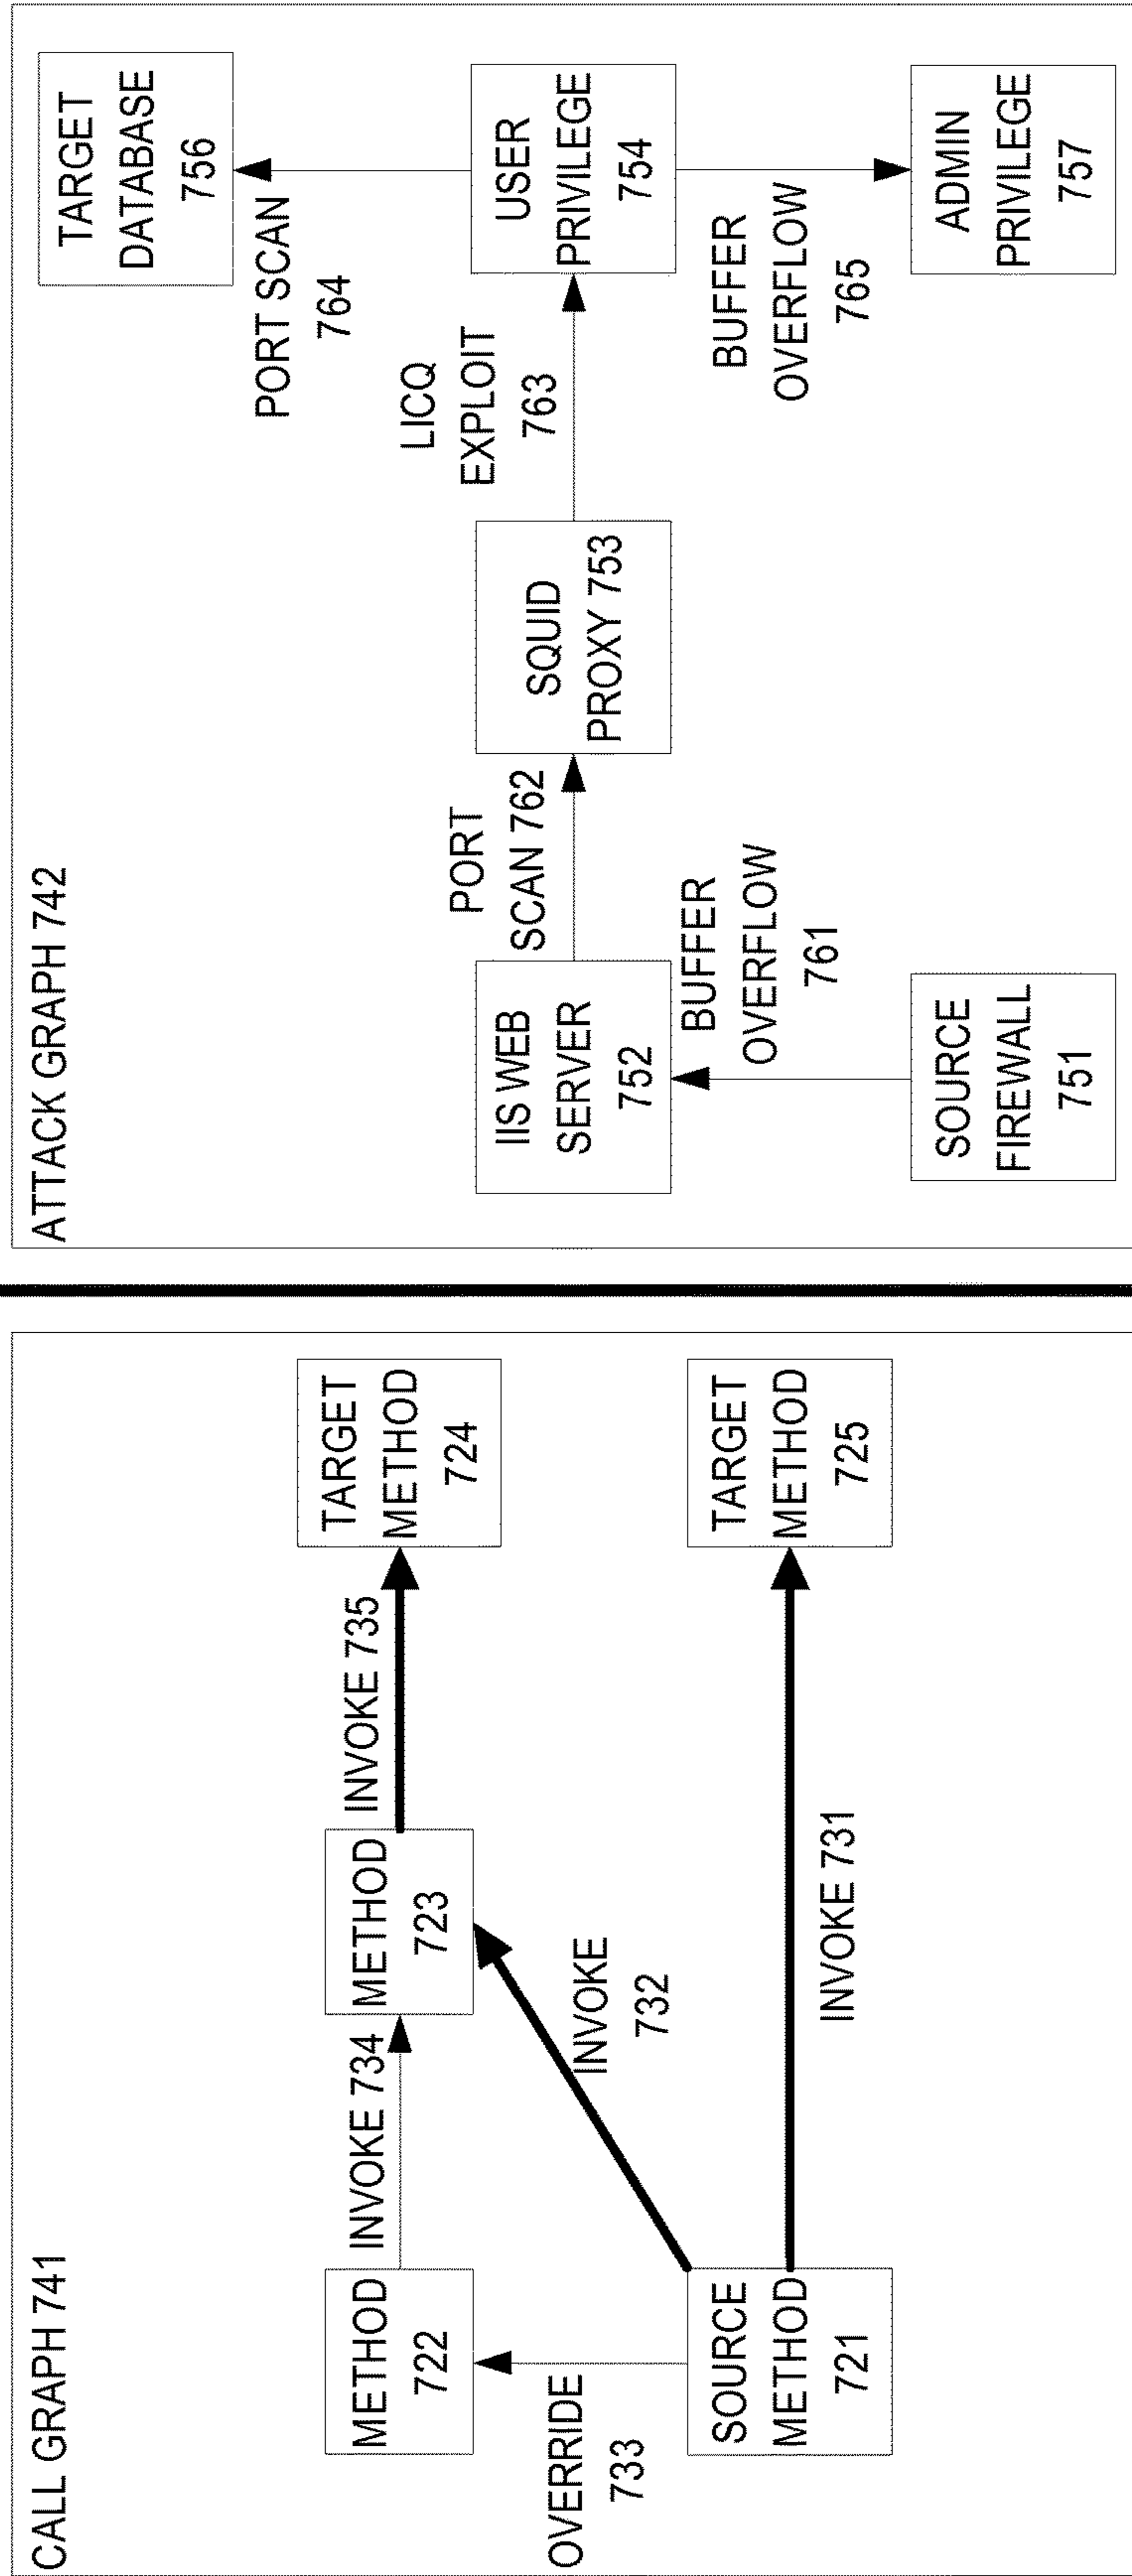 CALL GRAPH 741
METHOD
722
INVOKE 734
METHOD
723
INVOKE 735
TARGET
METHOD
724
OVERRIDE
733
INVOKE
732
SOURCE
METHOD
721
INVOKE 731
TARGET
METHOD
725
ATTACK GRAPH 742
TARGET
DATABASE
756
PORT SCAN
764
IIS WEB
SERVER
752
PORT
SCAN 762
SQUID
PROXY 753
LICQ
EXPLOIT
763
USER
PRIVILEGE
754
BUFFER
OVERFLOW
761
BUFFER
OVERFLOW
765
SOURCE
FIREWALL
751
ADMIN
PRIVILEGE
757